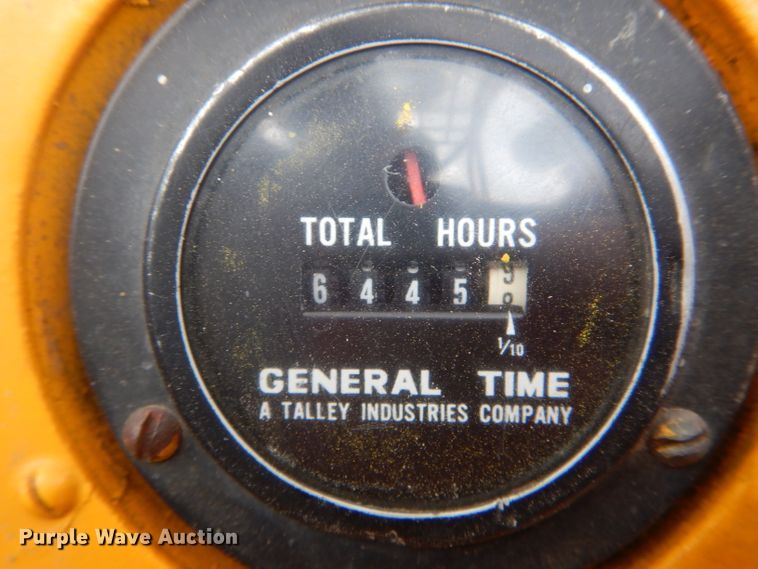 TOTAL HOURS
6 4 4 5
1/10
GENERAL TIME
A TALLEY INDUSTRIES COMPANY
Purple Wave Auction